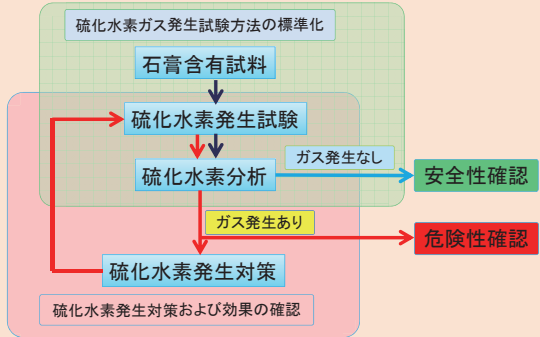 硫化水素ガス発生試験方法の標準化
石膏含有試料
硫化水素発生試験
硫化水素分析
ガス発生なし
安全性確認
ガス発生あり
危険性確認
硫化水素発生対策
硫化水素発生対策および効果の確認